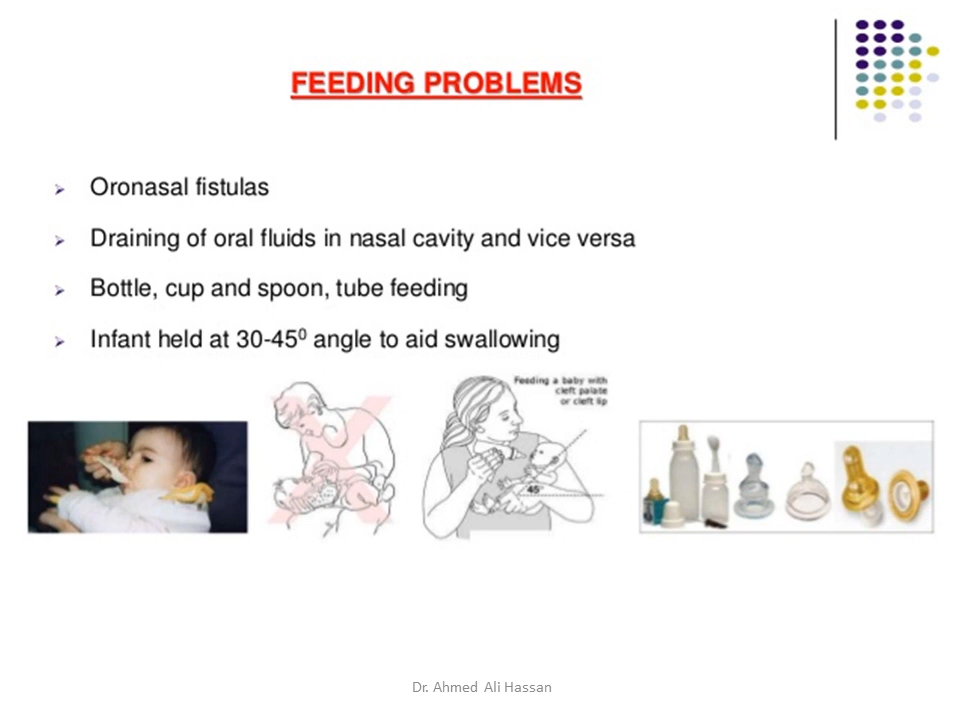 FEEDING PROBLEMS
Oronasal fistulas
Draining of oral fluids in nasal cavity and vice versa
Bottle, cup and spoon, tube feeding
Infant held at 30-45⁰ angle to aid swallowing
Feeding a baby with
cleft palate
or cleft lip
45°
Dr. Ahmed Ali Hassan